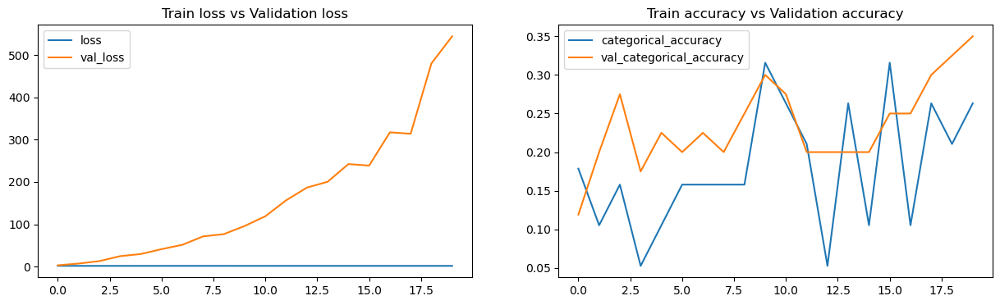 Train loss vs Validation loss
loss
val_loss
500
400
300
200
100
0
0.0 2.5 5.0 7.5 10.0 12.5 15.0 17.5
Train accuracy vs Validation accuracy
categorical_accuracy
val_categorical_accuracy
0.35
0.30
0.25
0.20
0.15
0.10
0.05
0.0 2.5 5.0 7.5 10.0 12.5 15.0 17.5